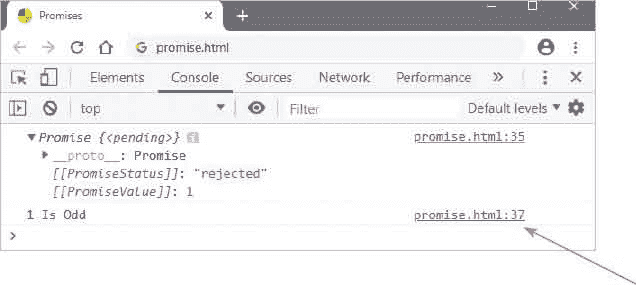 Promises
promise.html
Elements Console Sources Network Performance »
top Filter Default levels
Promise {<pending>} i promise.html:35
__proto__: Promise
[[PromiseStatus]]: "rejected"
[[PromiseValue]]: 1
1 Is Odd promise.html:37
>